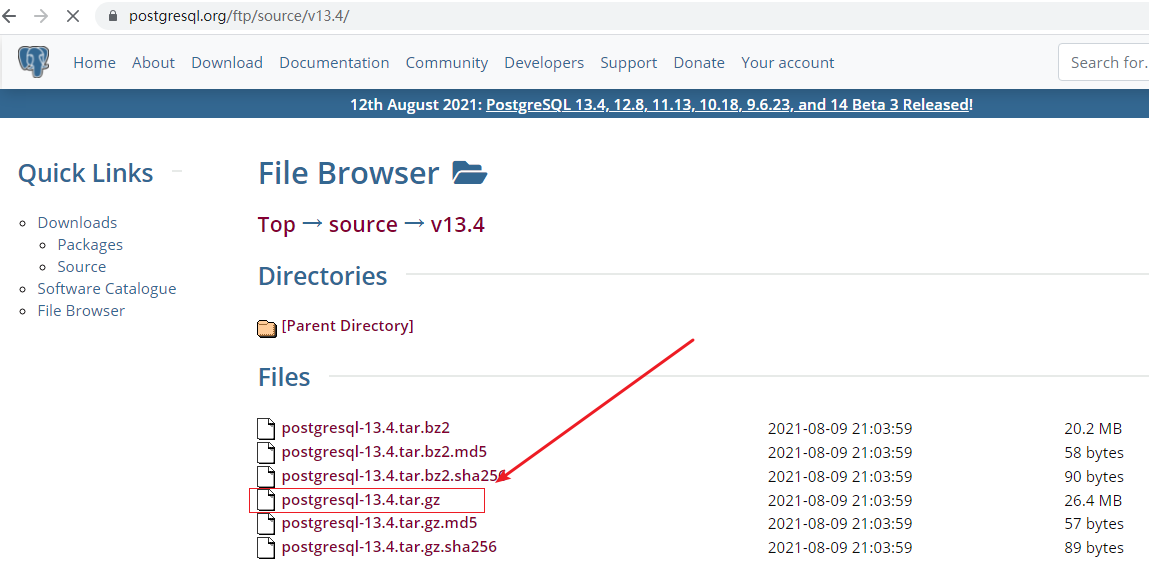 postgresql.org/ftp/source/v13.4/
Home About Download Documentation Community Developers Support Donate Your account Search for.
12th August 2021: PostgreSQL 13.4, 12.8, 11.13, 10.18, 9.6.23, and 14 Beta 3 Released!
Quick Links
Downloads
Packages
Source
Software Catalogue
File Browser
File Browser
Top → source → v13.4
Directories
[Parent Directory]
Files
postgresql-13.4.tar.bz2 2021-08-09 21:03:59 20.2 MB
postgresql-13.4.tar.bz2.md5 2021-08-09 21:03:59 58 bytes
postgresql-13.4.tar.bz2.sha256 2021-08-09 21:03:59 90 bytes
postgresql-13.4.tar.gz 2021-08-09 21:03:59 26.4 MB
postgresql-13.4.tar.gz.md5 2021-08-09 21:03:59 57 bytes
postgresql-13.4.tar.gz.sha256 2021-08-09 21:03:59 89 bytes